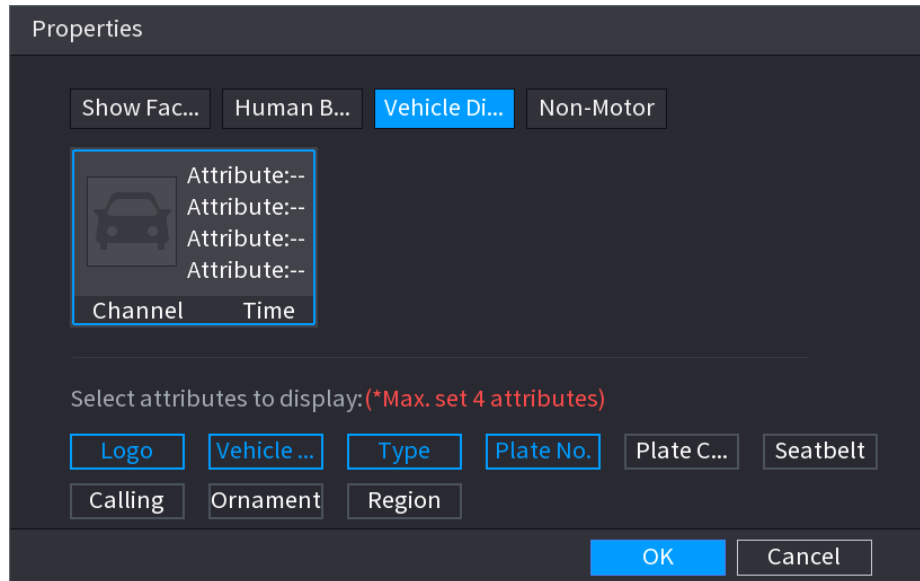 Properties
Show Fac... Human B... Vehicle Di... Non-Motor
Attribute:--
Attribute:--
Attribute:--
Attribute:--
Channel Time
Select attributes to display:(*Max. set 4 attributes)
Logo Vehicle ... Type Plate No. Plate C... Seatbelt
Calling Ornament Region
OK Cancel